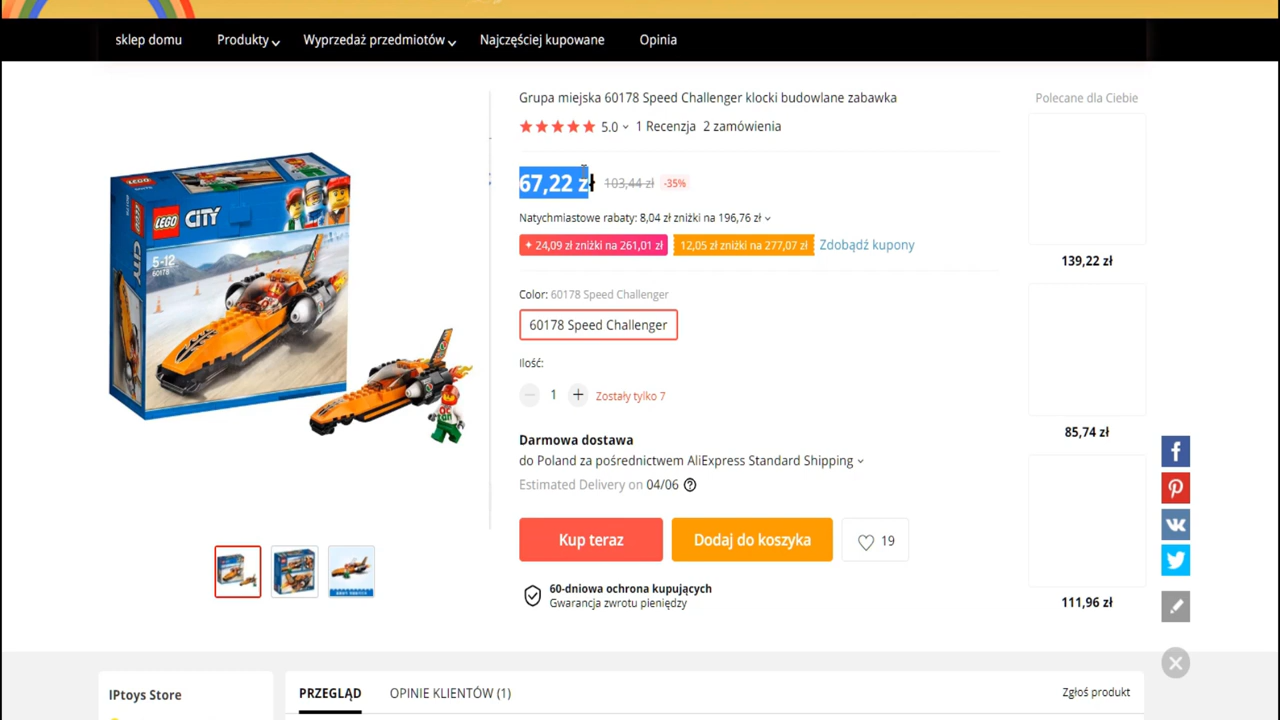 sklep domu
Produkty
Wyprzedaż przedmiotów
Najczęściej kupowane
Opinia
Grupa miejska 60178 Speed Challenger klocki budowlane zabawka
5.0
1 Recenzja
2 zamówienia
67,22 zł
103,44 zł
-35%
Natychmiastowe rabaty: 8,04 zł zniżki na 196,76 zł
24,09 zł zniżki na 261,01 zł
12,05 zł zniżki na 277,07 zł
Zdobądź kupony
Color: 60178 Speed Challenger
60178 Speed Challenger
Ilość:
1
Zostały tylko 7
Darmowa dostawa
do Poland za pośrednictwem AliExpress Standard Shipping
Estimated Delivery on 04/06
Kup teraz
Dodaj do koszyka
19
60-dniowa ochrona kupujących
Gwarancja zwrotu pieniędzy
LEGO CITY
5-12
60178
LEGO
CITY
Polecane dla Ciebie
139,22 zł
85,74 zł
111,96 zł
IPtoys Store
PRZEGLĄD
OPINIE KLIENTÓW (1)
Zgłoś produkt